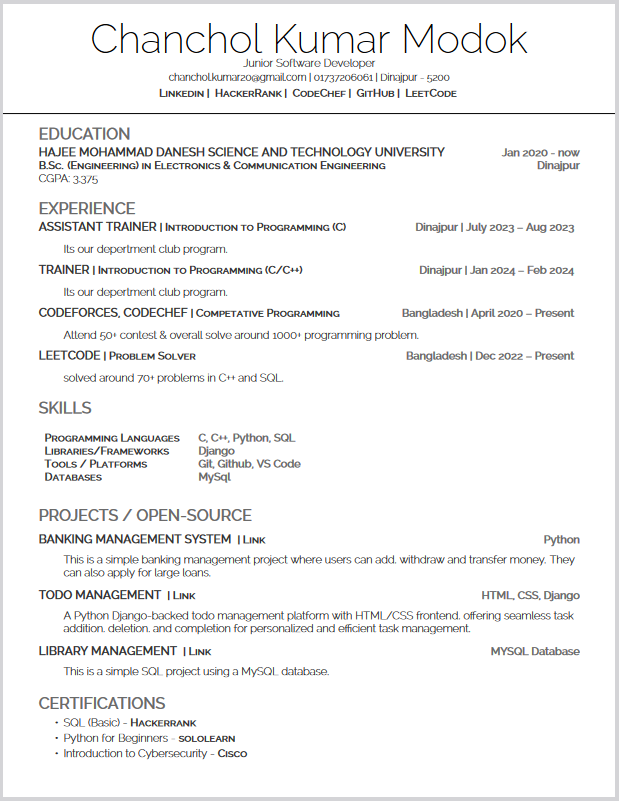 Chanchol Kumar Modok
Junior Software Developer
chanchol.kumar20@gmail.com | 01737206061 | Dinajpur - 5200
LINKEDIN | HACKERRANK | CODECHEF | GITHUB | LEETCODE
EDUCATION
HAJEE MOHAMMAD DANESH SCIENCE AND TECHNOLOGY UNIVERSITY Jan 2020 - now
B.SC. (ENGINEERING) IN ELECTRONICS & COMMUNICATION ENGINEERING Dinajpur
CGPA: 3.375
EXPERIENCE
ASSISTANT TRAINER | INTRODUCTION TO PROGRAMMING (C) Dinajpur | July 2023 – Aug 2023
Its our depertment club program.
TRAINER | INTRODUCTION TO PROGRAMMING (C/C++) Dinajpur | Jan 2024 – Feb 2024
Its our depertment club program.
CODEFORCES, CODECHEF | COMPETATIVE PROGRAMMING Bangladesh | April 2020 – Present
Attend 50+ contest & overall solve around 1000+ programming problem.
LEETCODE | PROBLEM SOLVER Bangladesh | Dec 2022 – Present
solved around 70+ problems in C++ and SQL.
SKILLS
PROGRAMMING LANGUAGES C, C++, Python, SQL
LIBRARIES/FRAMEWORKS Django
TOOLS / PLATFORMS Git, Github, VS Code
DATABASES MySql
PROJECTS / OPEN-SOURCE
BANKING MANAGEMENT SYSTEM | LINK Python
This is a simple banking management project where users can add, withdraw and transfer money. They
can also apply for large loans.
TODO MANAGEMENT | LINK HTML, CSS, Django
A Python Django-backed todo management platform with HTML/CSS frontend, offering seamless task
addition, deletion, and completion for personalized and efficient task management.
LIBRARY MANAGEMENT | LINK MYSQL Database
This is a simple SQL project using a MySQL database.
CERTIFICATIONS
• SQL (Basic) - HACKERRANK
• Python for Beginners - SOLOLEARN
• Introduction to Cybersecurity - CISCO